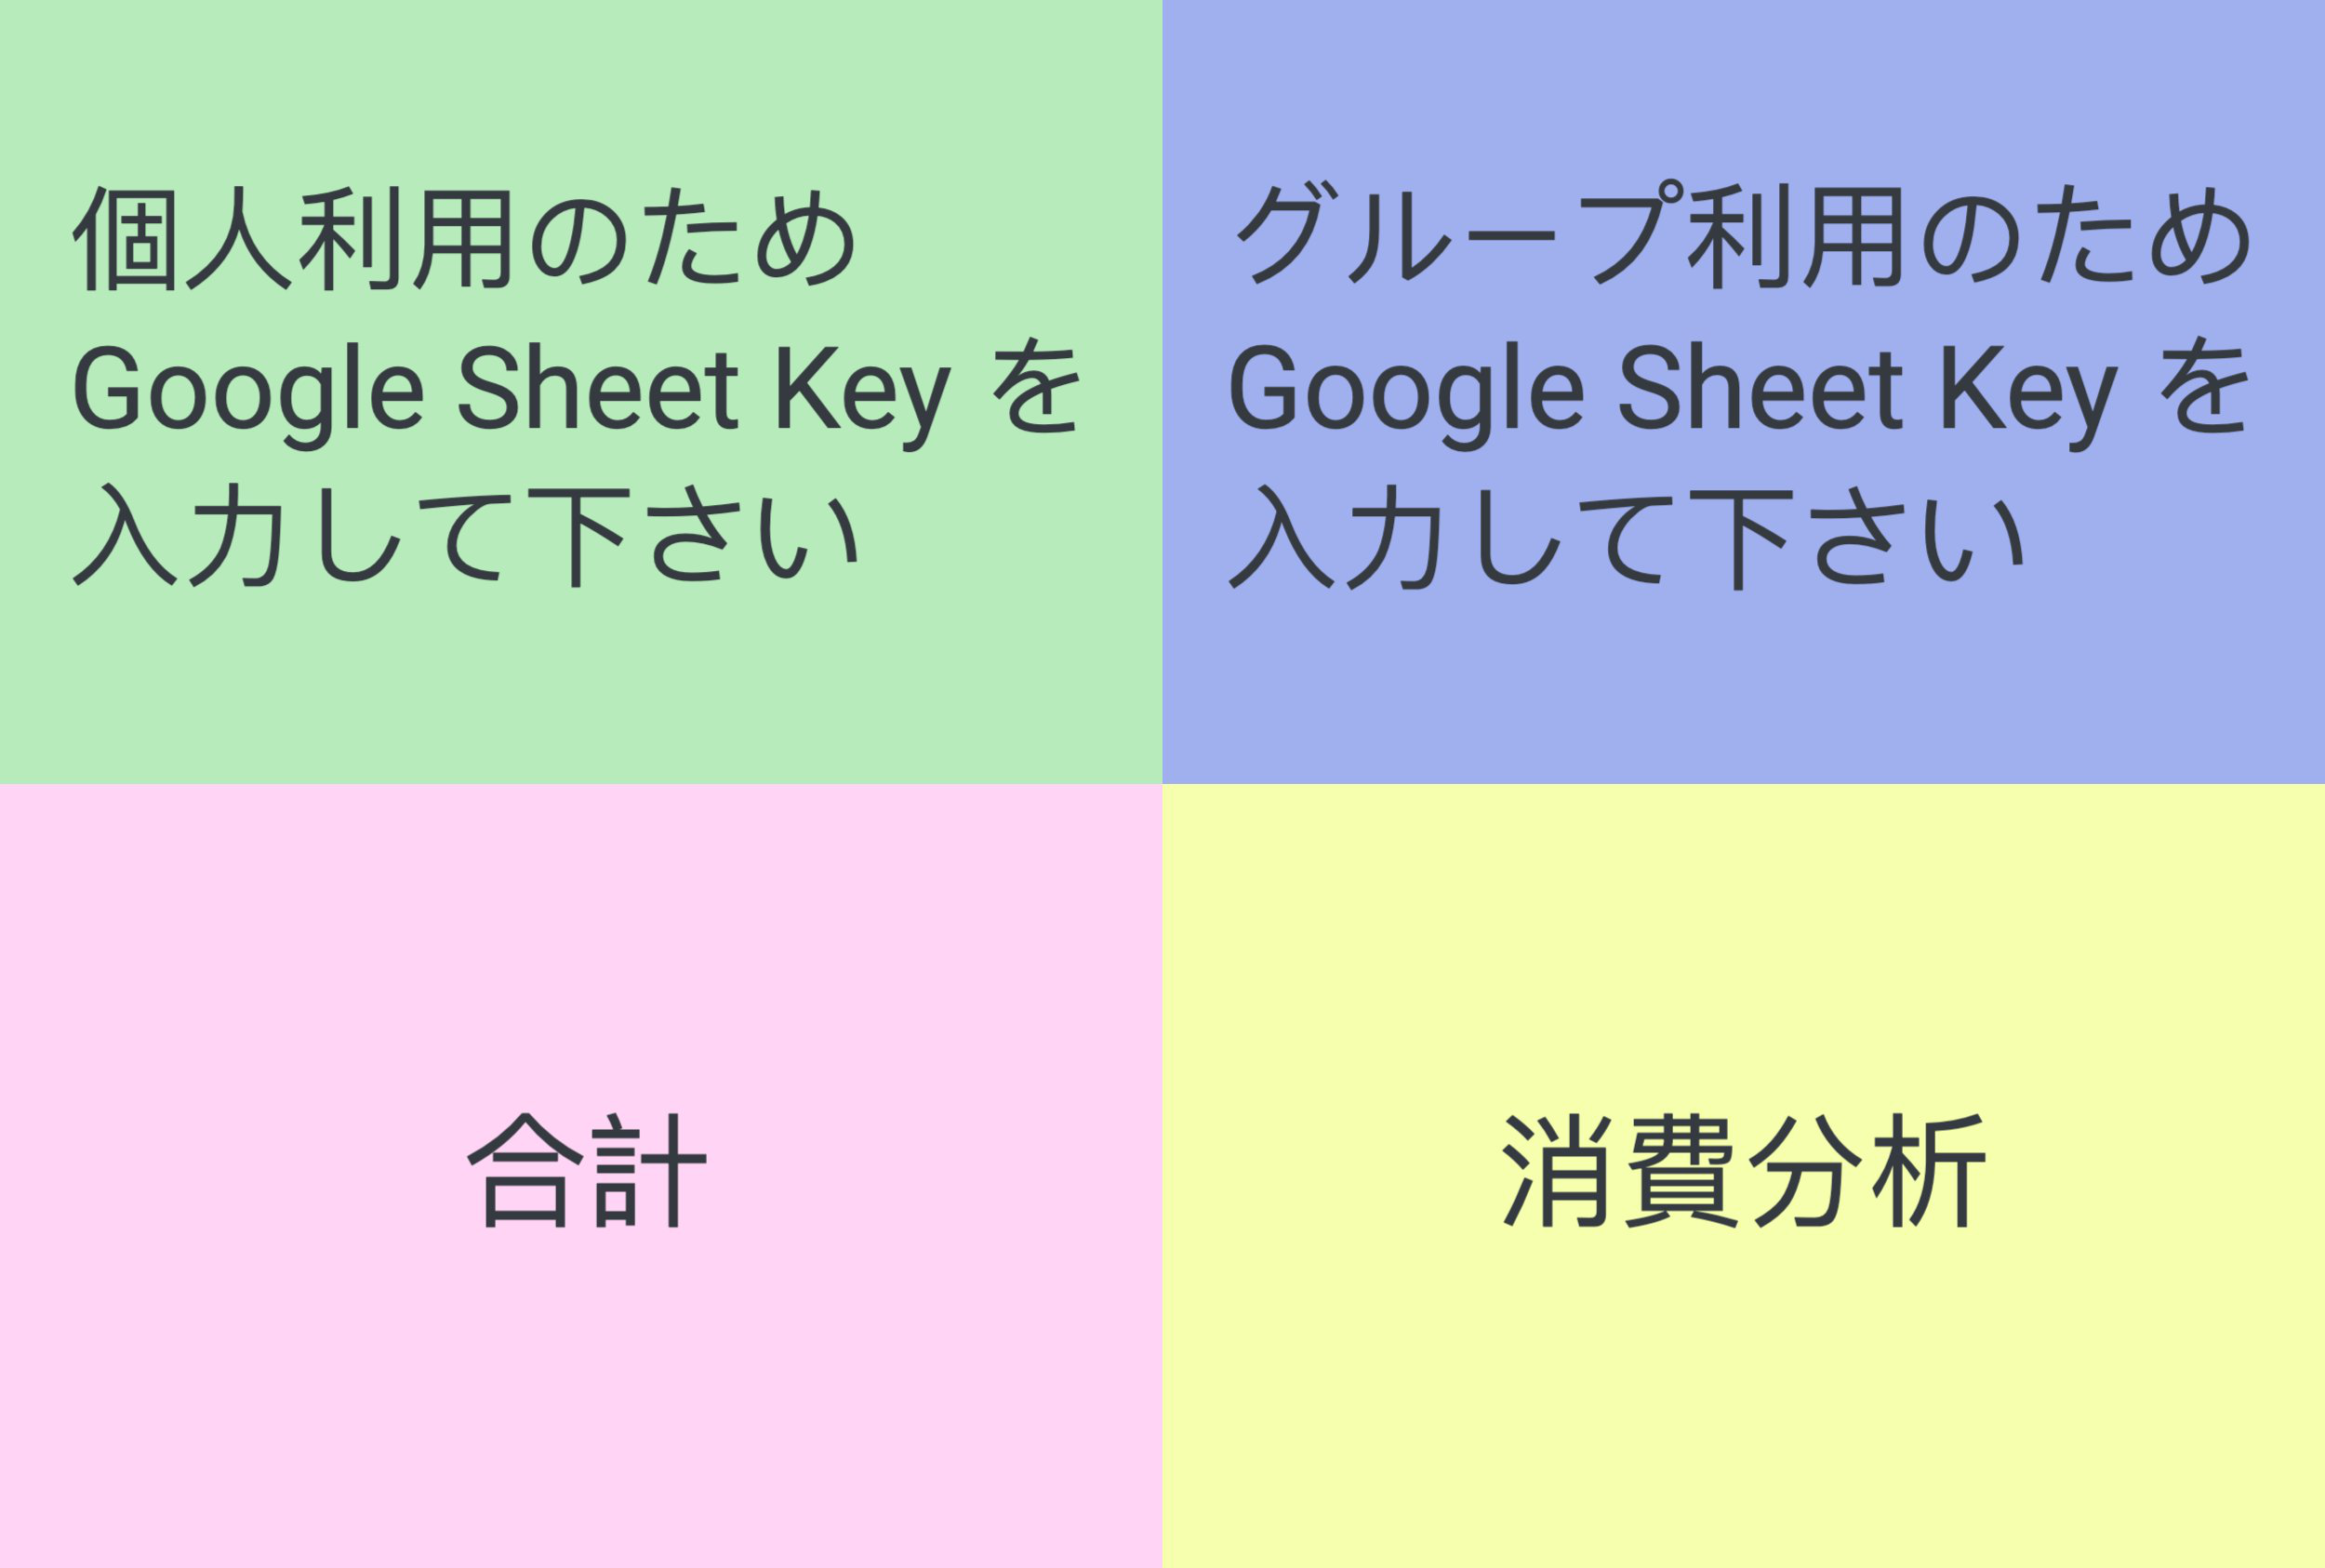 個人利用のため
Google Sheet Key を
入力して下さい
グループ利用のため
Google Sheet Key を
入力して下さい
合計
消費分析